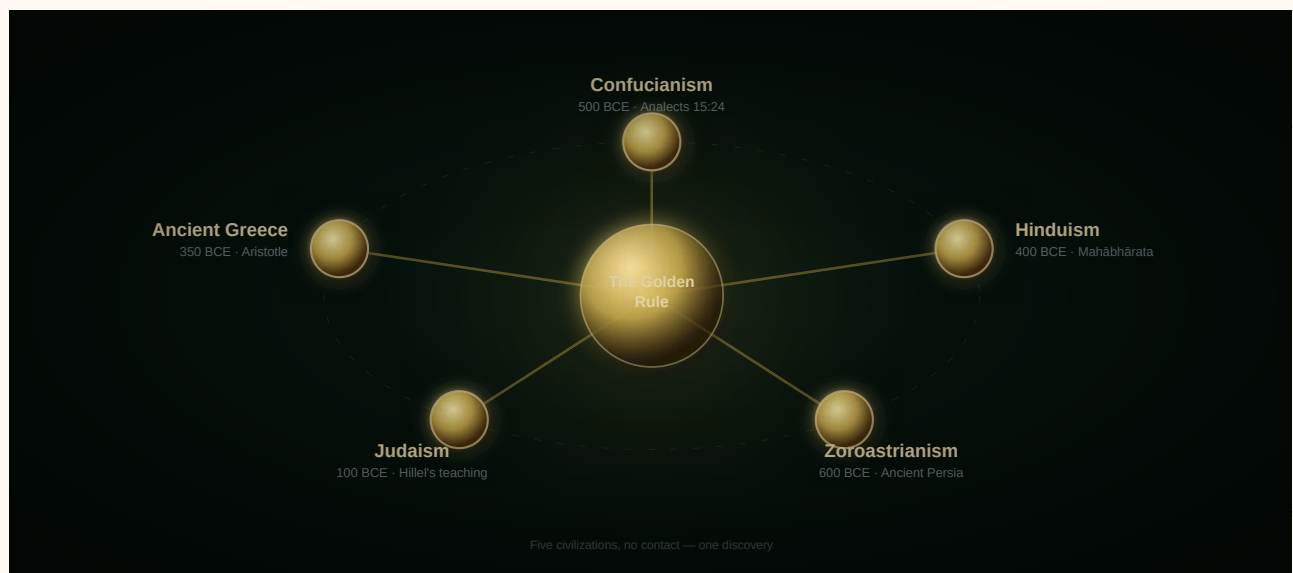 Confucianism
500 BCE · Analects 15:24
Ancient Greece
350 BCE · Aristotle
Hinduism
400 BCE · Mahābhārata
The Golden
Rule
Judaism
100 BCE · Hillel's teaching
Zoroastrianism
600 BCE · Ancient Persia
Five civilizations, no contact — one discovery